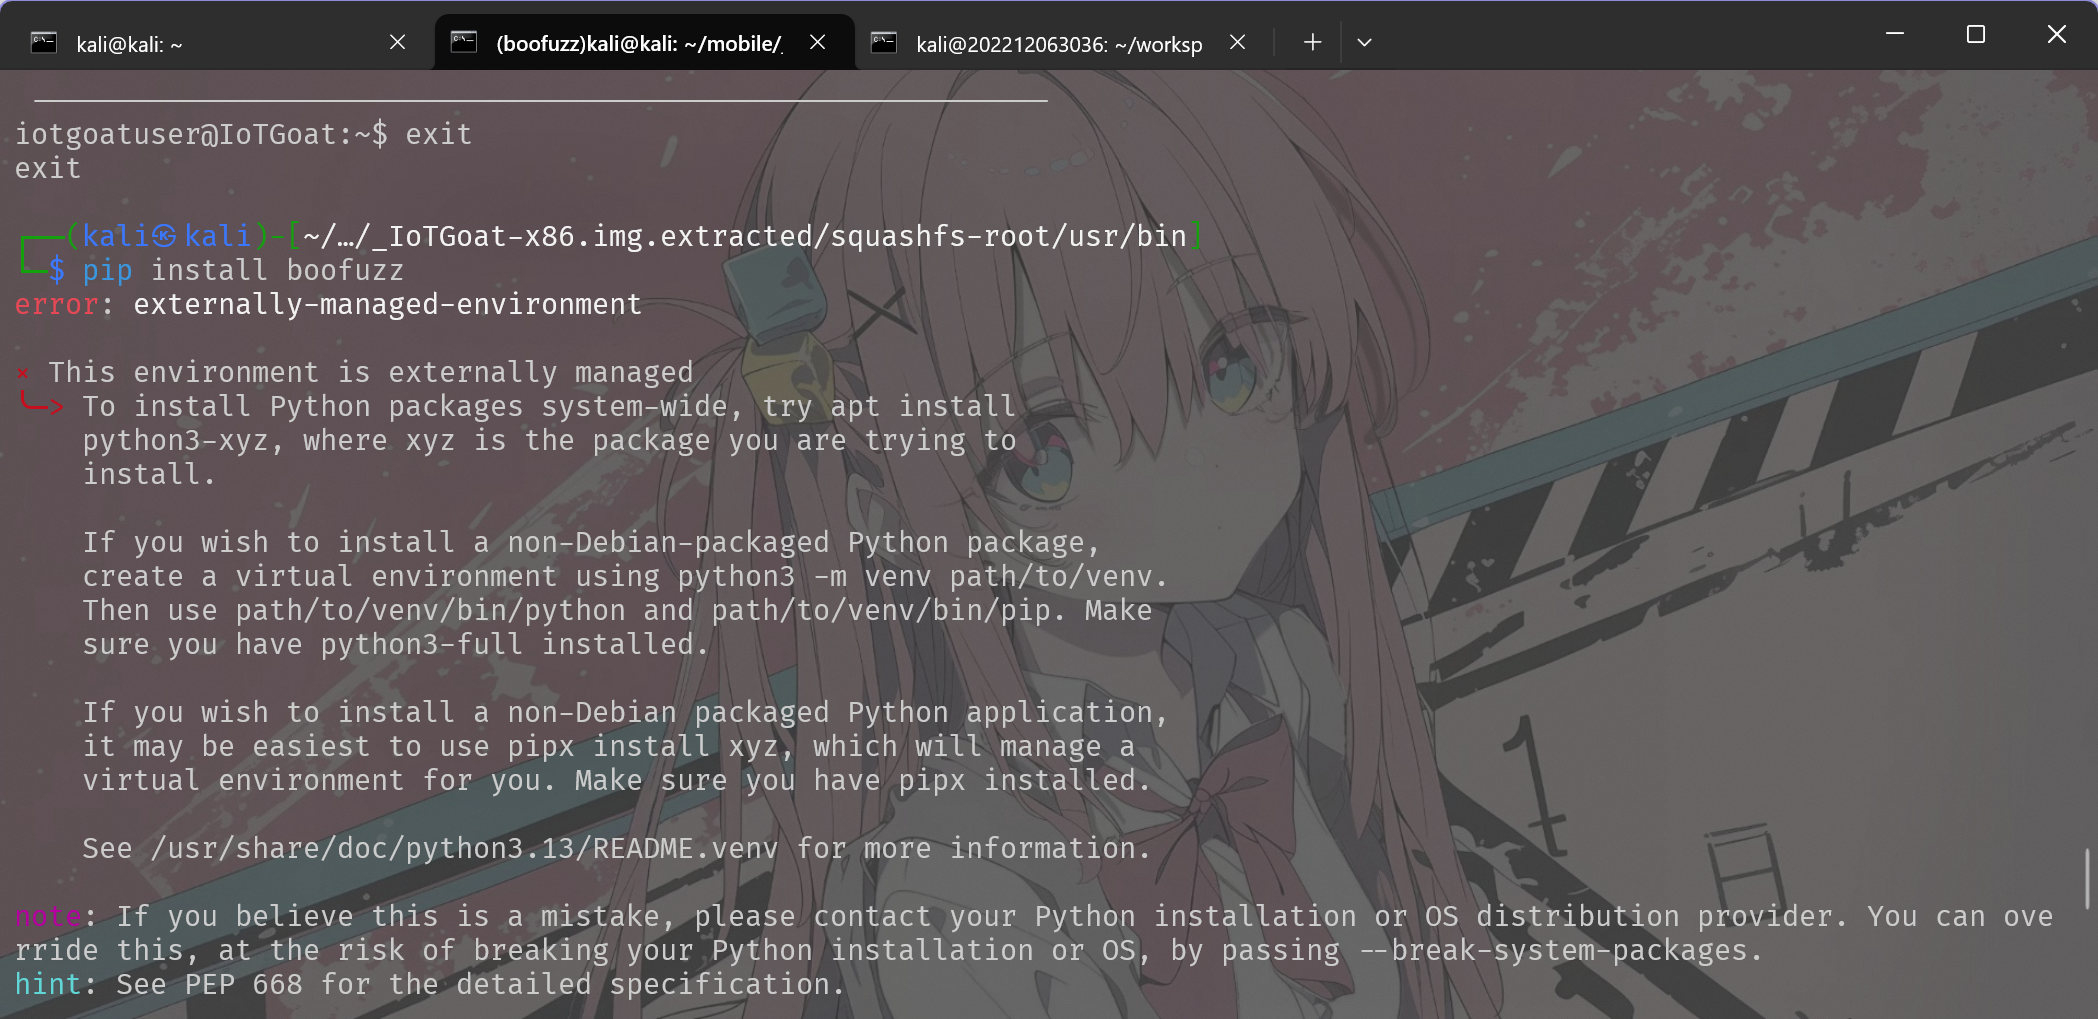 kali@kali: ~
(boofuzz)kali@kali: ~/mobile/
kali@202212063036: ~/worksp
iotgoatuser@IoTGoat:~$ exit
exit
┌──(kali㉿kali)-[~/…/_IoTGoat-x86.img.extracted/squashfs-root/usr/bin]
└─$ pip install boofuzz
error: externally-managed-environment
× This environment is externally managed
╰─> To install Python packages system-wide, try apt install
python3-xyz, where xyz is the package you are trying to
install.
If you wish to install a non-Debian-packaged Python package,
create a virtual environment using python3 -m venv path/to/venv.
Then use path/to/venv/bin/python and path/to/venv/bin/pip. Make
sure you have python3-full installed.
If you wish to install a non-Debian packaged Python application,
it may be easiest to use pipx install xyz, which will manage a
virtual environment for you. Make sure you have pipx installed.
See /usr/share/doc/python3.13/README.venv for more information.
note: If you believe this is a mistake, please contact your Python installation or OS distribution provider. You can ove
rride this, at the risk of breaking your Python installation or OS, by passing --break-system-packages.
hint: See PEP 668 for the detailed specification.